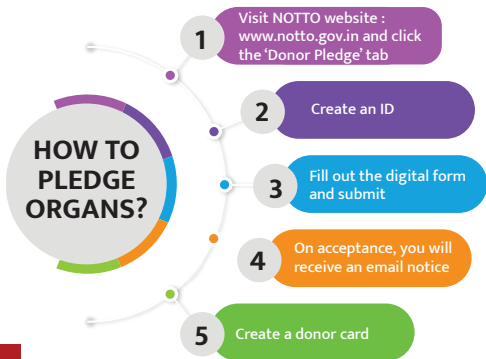 HOW TO
PLEDGE
ORGANS?
1
Visit NOTTO website :
www.notto.gov.in and click
the ‘Donor Pledge’ tab
2
Create an ID
3
Fill out the digital form
and submit
4
On acceptance, you will
receive an email notice
5
Create a donor card